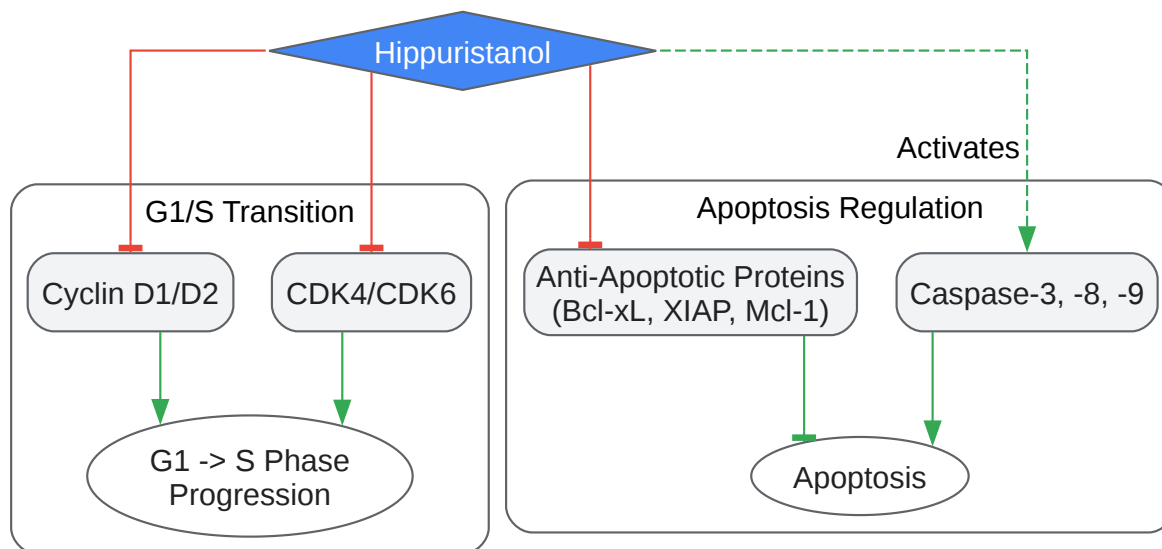 Hippuristanol
Activates
G1/S Transition
Apoptosis Regulation
Cyclin D1/D2
CDK4/CDK6
Anti-Apoptotic Proteins
(Bcl-xL, XIAP, Mcl-1)
Caspase-3, -8, -9
G1 -> S Phase
Progression
Apoptosis